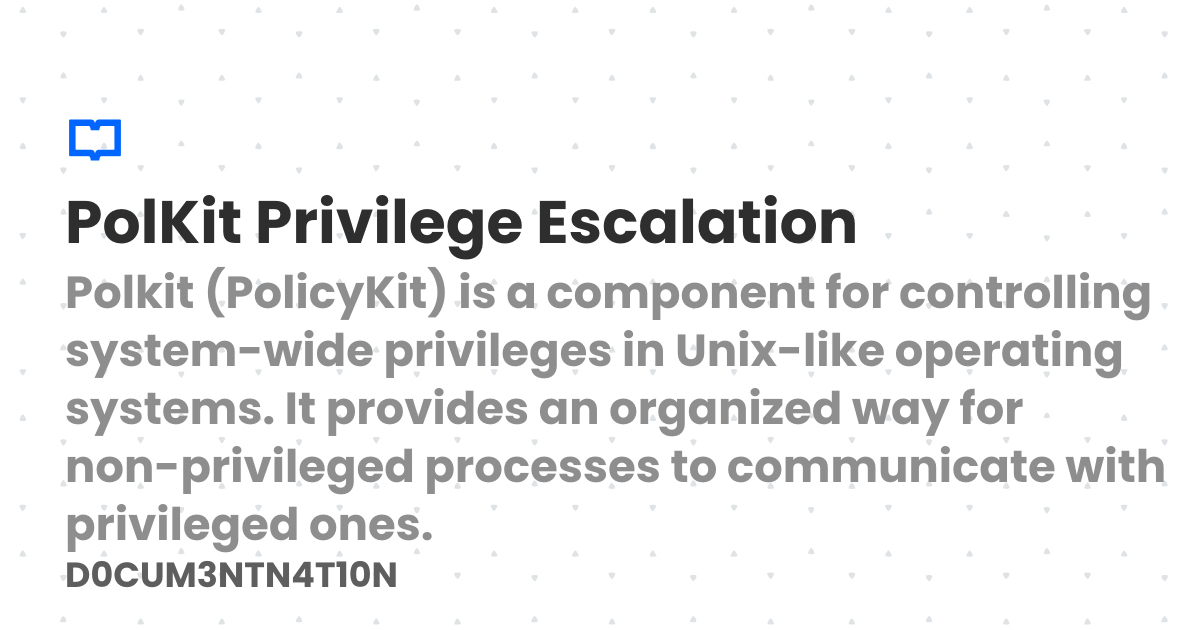 PolKit Privilege Escalation
Polkit (PolicyKit) is a component for controlling
system-wide privileges in Unix-like operating
systems. It provides an organized way for
non-privileged processes to communicate with
privileged ones.
D0CUM3NTN4T10N